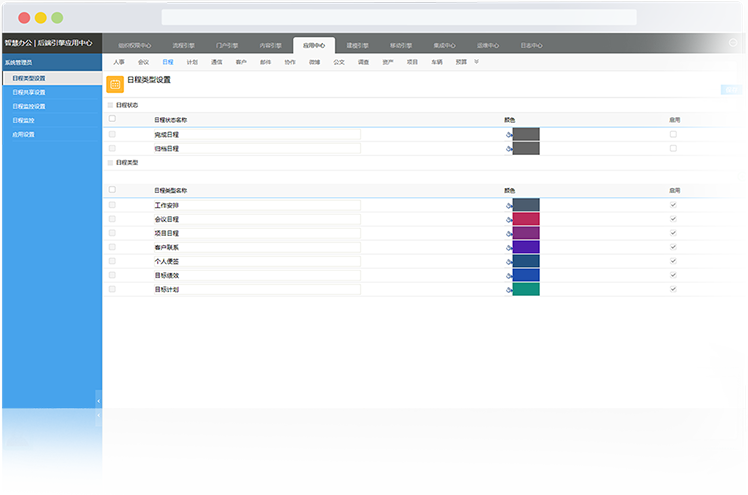 智慧办公 | 后端引擎应用中心
组织权限中心 流程引擎 门户引擎 内容引擎 应用中心 建模引擎 移动引擎 集成中心 运维中心 日志中心
系统管理员
人事 会议 日程 计划 通信 客户 邮件 协作 微博 公文 调查 资产 项目 车辆 预算
日程类型设置
日程共享设置
日程监控设置
日程监控
应用设置
日程类型设置
日程状态
日程状态名称 颜色 启用
完成日程
归档日程
日程类型
日程类型名称 颜色 启用
工作安排
会议日程
项目日程
客户联系
个人便签
目标绩效
目标计划